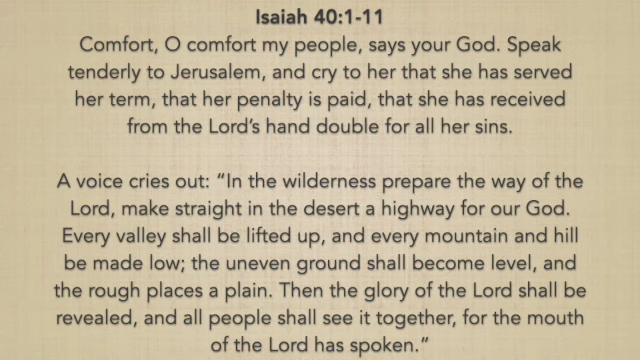 Isaiah 40:1-11
Comfort, O comfort my people, says your God. Speak
tenderly to Jerusalem, and cry to her that she has served
her term, that her penalty is paid, that she has received
from the Lord’s hand double for all her sins.
A voice cries out: “In the wilderness prepare the way of the
Lord, make straight in the desert a highway for our God.
Every valley shall be lifted up, and every mountain and hill
be made low; the uneven ground shall become level, and
the rough places a plain. Then the glory of the Lord shall be
revealed, and all people shall see it together, for the mouth
of the Lord has spoken.”